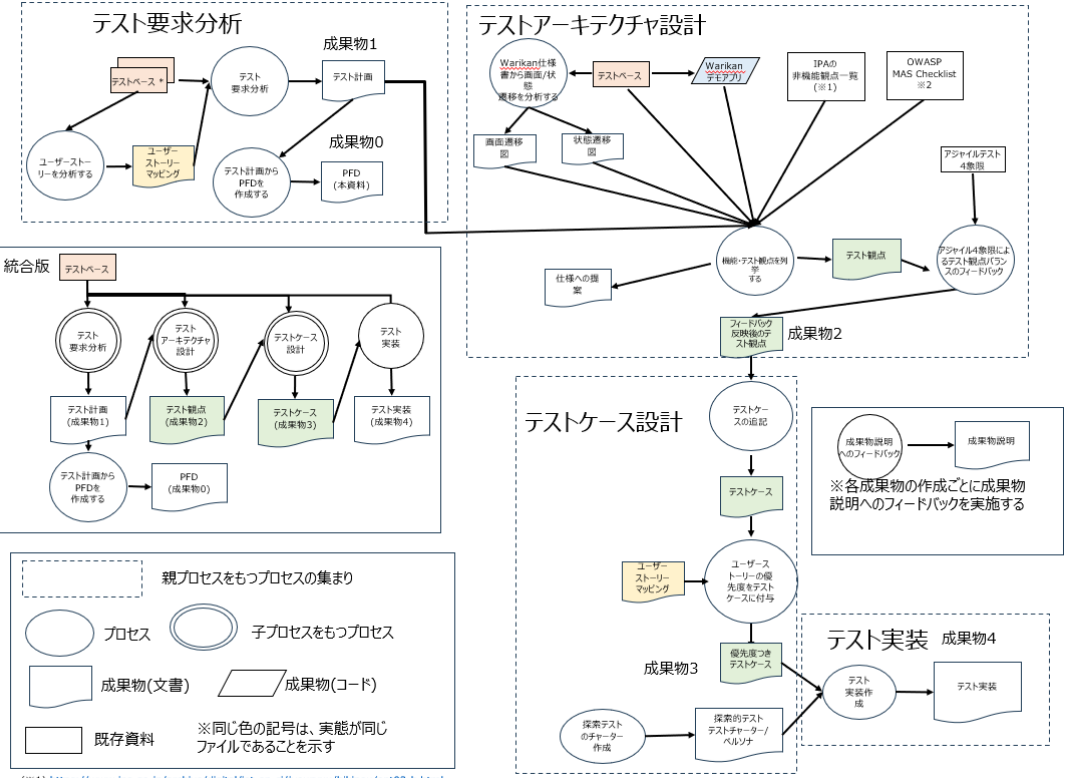 テスト要求分析
成果物1
テストベース *
テスト
要求分析
テスト計画
ユーザーストー
リーを分析する
ユーザー
ストーリー
マッピング
成果物0
テスト計画から
PFDを
作成する
PFD
(本資料)
テストアーキテクチャ設計
Warikan仕様
書から画面/状
態
遷移を分析する
テストベース
Warikan
デモアプリ
IPAの
非機能観点一覧
(※1)
OWASP
MAS Checklist
※2
画面遷移
図
状態遷移
図
アジャイルテスト
4象限
機能・テスト観点を列
挙
する
テスト観点
アジャイル4象限によ
るテスト観点バラン
スのフィードバック
仕様への提
案
フィードバック
反映後のテ
スト観点
成果物2
統合版
テストベース
テスト
要求分析
テスト
アーキテクチャ
設計
テストケース
設計
テスト
実装
テスト計画
(成果物1)
テスト観点
(成果物2)
テストケース
(成果物3)
テスト実装
(成果物4)
テスト計画から
PFDを
作成する
PFD
(成果物0)
テストケース設計
テストケー
スの追記
テストケース
ユーザー
ストーリー
マッピング
ユーザース
トーリーの優
先度をテスト
ケースに付与
成果物3
優先度つき
テストケース
探索テスト
のチャーター
作成
探索的テスト
テストチャーター/
ペルソナ
成果物説明
へのフィードバック
成果物説明
※各成果物の作成ごとに成果物
説明へのフィードバックを実施する
テスト実装
成果物4
テスト
実装作
成
テスト実装
親プロセスをもつプロセスの集まり
プロセス
子プロセスをもつプロセス
成果物(文書)
成果物(コード)
既存資料
※同じ色の記号は、実態が同じ
ファイルであることを示す